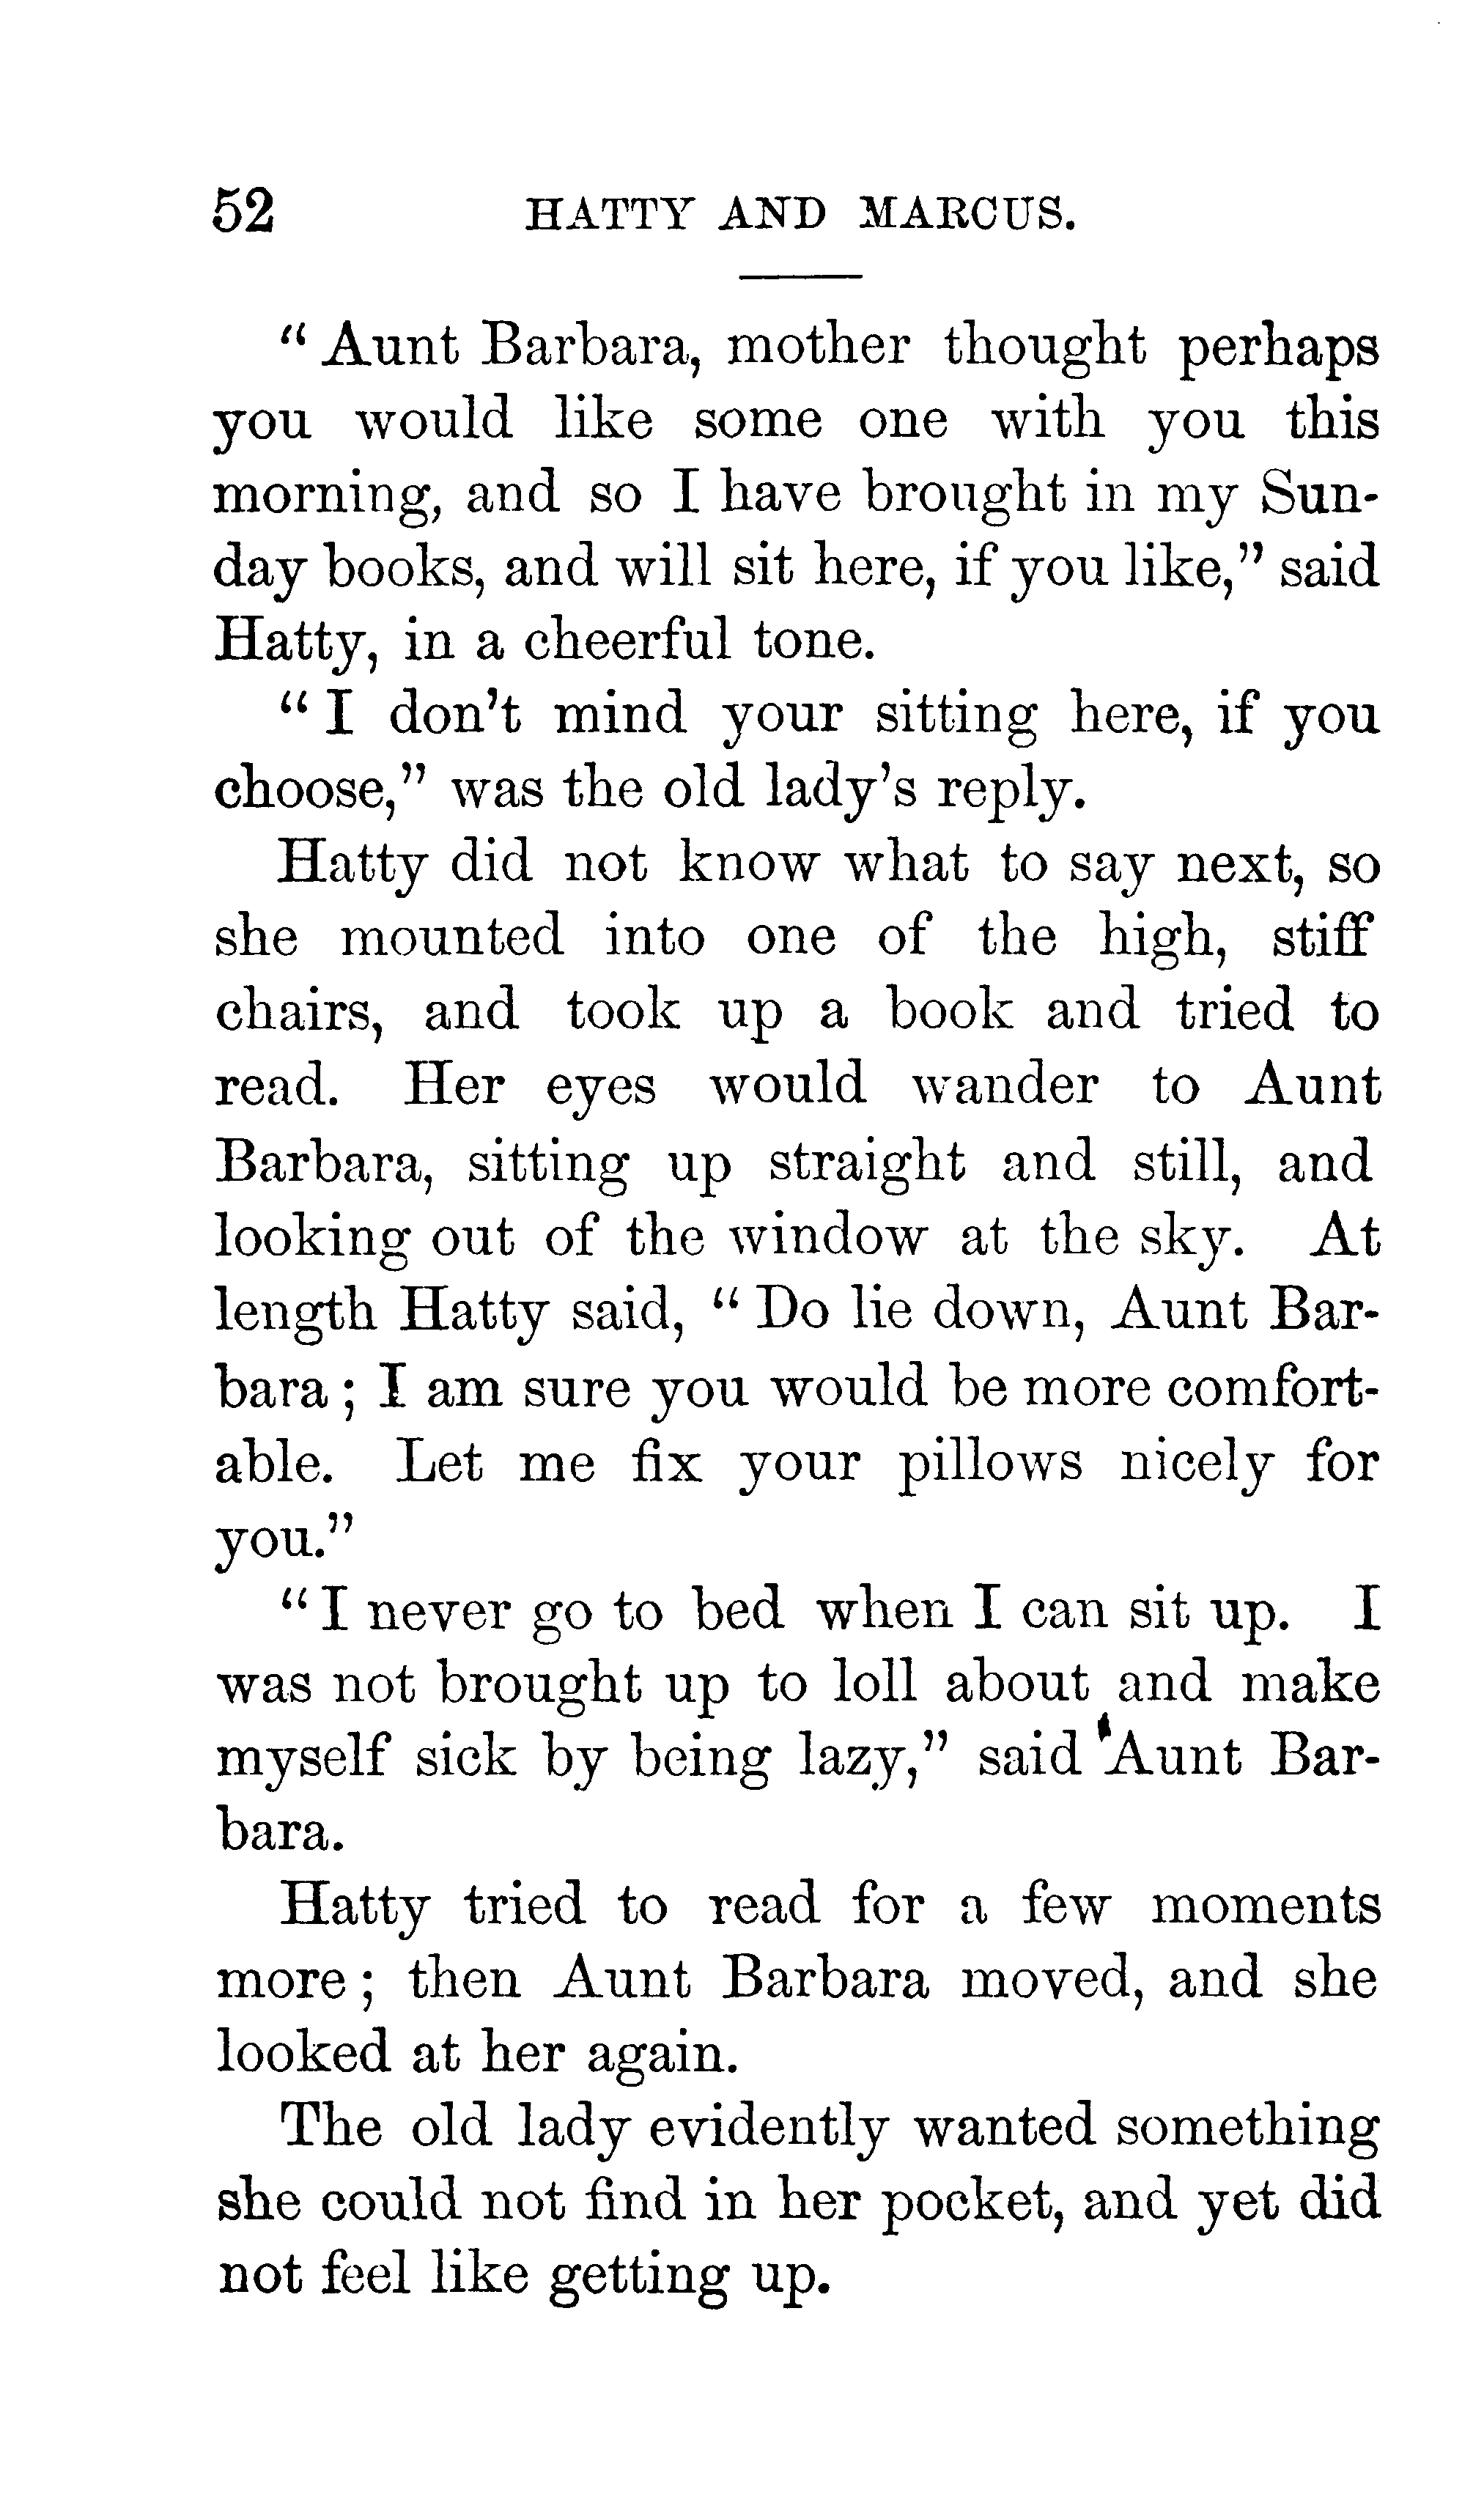 52 HATTY AND MARCUS.
“ Aunt Barbara, mother thought perhaps
you would like some one with you this
morning, and so I have brought in my Sun-
day books, and will sit here, if you like,” said
Hatty, in a cheerful tone.
“ I don’t mind your sitting here, if you
choose,” was the old lady’s reply.
Hatty did not know what to say next, so
she mounted into one of the high, stiff
chairs, and took up a book and tried to
read. Her eyes would wander to Aunt
Barbara, sitting up straight and still, and
looking out of the window at the sky. At
length Hatty said, “ Do lie down, Aunt Bar-
bara ; I am sure you would be more comfort-
able. Let me fix your pillows nicely for
you.”
“ I never go to bed when I can sit up. I
was not brought up to loll about and make
myself sick by being lazy,” said Aunt Bar-
bara.
Hatty tried to read for a few moments
more ; then Aunt Barbara moved, and she
looked at her again.
The old lady evidently wanted something
she could not find in her pocket, and yet did
not feel like getting up.